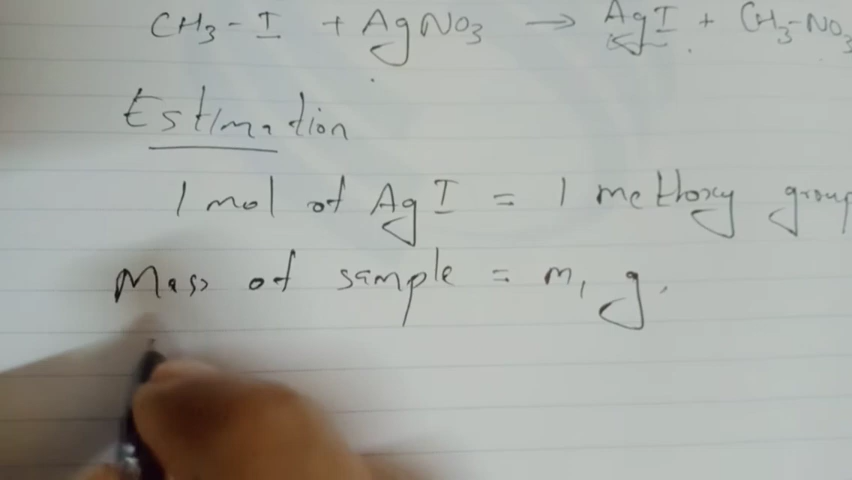 CH3 - I + AgNO3 → AgI + CH3-NO3
Estimation
1 mol of AgI = 1 methoxy group
Mass of sample = m1 g.